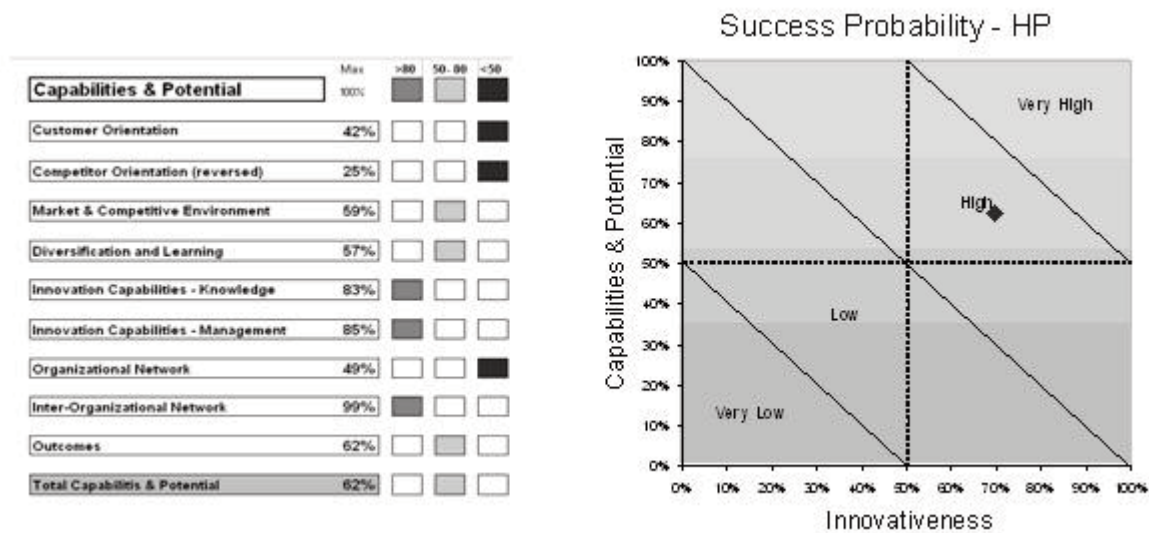 Max >80 50-80 <50
Capabilities & Potential 100%
Customer Orientation 42%
Competitor Orientation (reversed) 25%
Market & Competitive Environment 59%
Diversification and Learning 57%
Innovation Capabilities - Knowledge 83%
Innovation Capabilities - Management 85%
Organizational Network 49%
Inter-Organizational Network 99%
Outcomes 62%
Total Capabilitis & Potential 62%
Success Probability - HP
Capabilities & Potential
100%
90%
80%
70%
60%
50%
40%
30%
20%
10%
0%
Very High
High
Low
Very Low
0% 10% 20% 30% 40% 50% 60% 70% 80% 90% 100%
Innovativeness